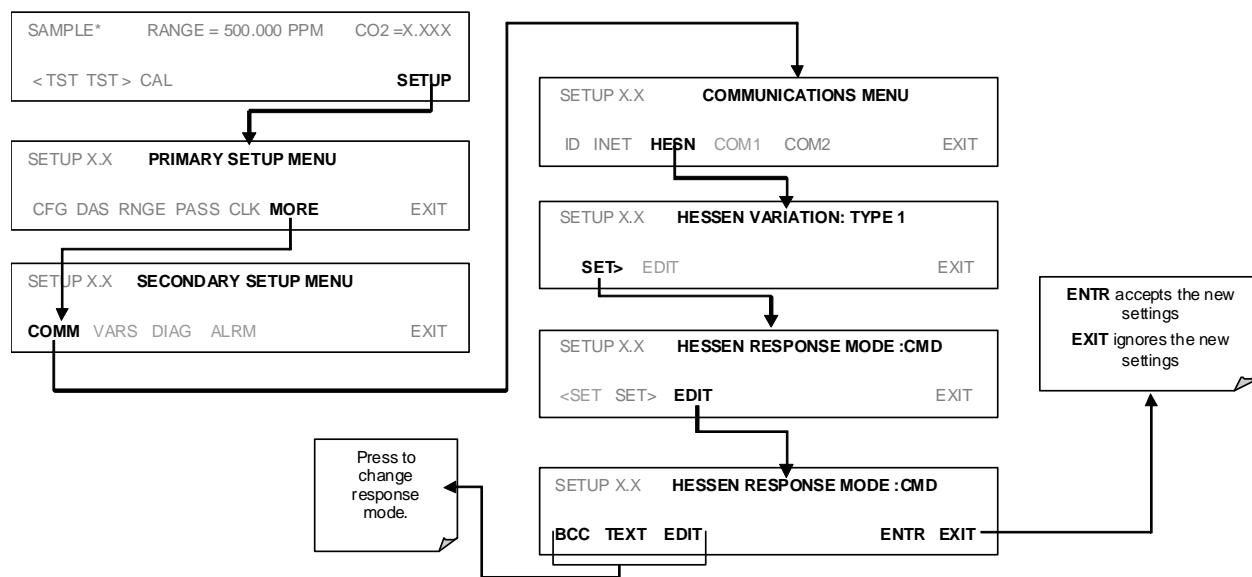 SAMPLE* RANGE = 500.000 PPM CO2 =X.XXX
< TST TST > CAL SETUP
SETUP X.X PRIMARY SETUP MENU
CFG DAS RNGE PASS CLK MORE EXIT
SETUP X.X SECONDARY SETUP MENU
COMM VARS DIAG ALRM EXIT
SETUP X.X COMMUNICATIONS MENU
ID INET HESN COM1 COM2 EXIT
SETUP X.X HESSEN VARIATION: TYPE 1
SET> EDIT EXIT
SETUP X.X HESSEN RESPONSE MODE :CMD
<SET SET> EDIT EXIT
SETUP X.X HESSEN RESPONSE MODE :CMD
BCC TEXT EDIT ENTR EXIT
Press to
change
response
mode.
ENTR accepts the new
settings
EXIT ignores the new
settings